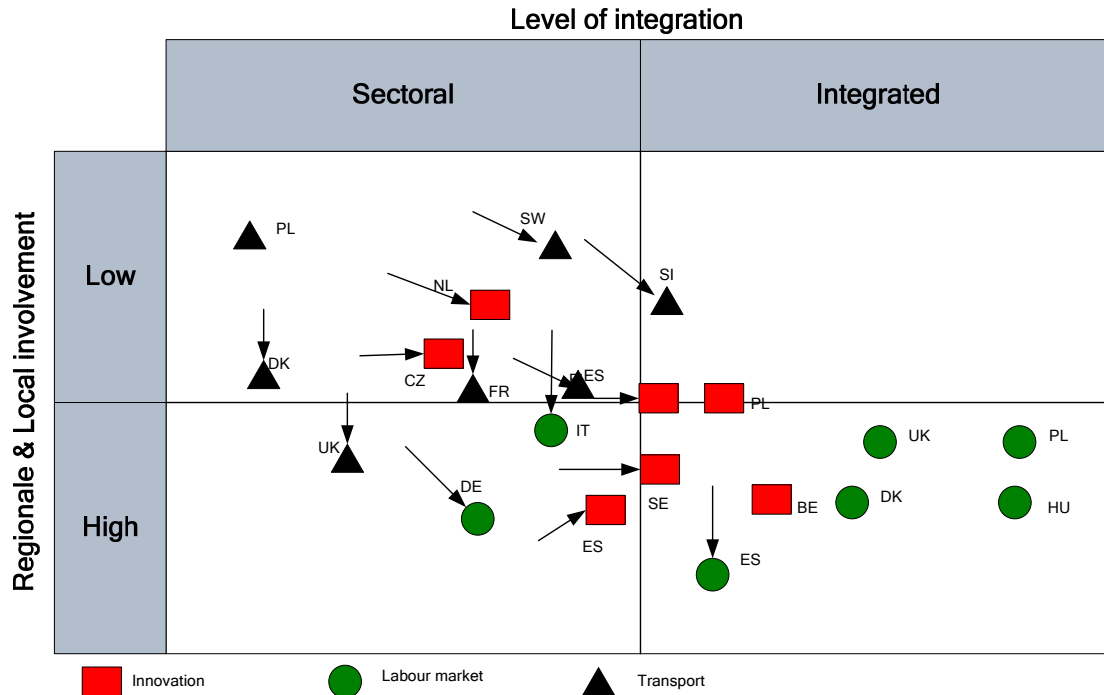 Level of integration
Sectoral
Integrated
Regionale & Local involvement
Low
High
PL
SW
SI
NL
DK
CZ
FR
ES
PL
UK
IT
UK
PL
DE
SE
ES
BE
DK
HU
ES
Innovation
Labour market
Transport